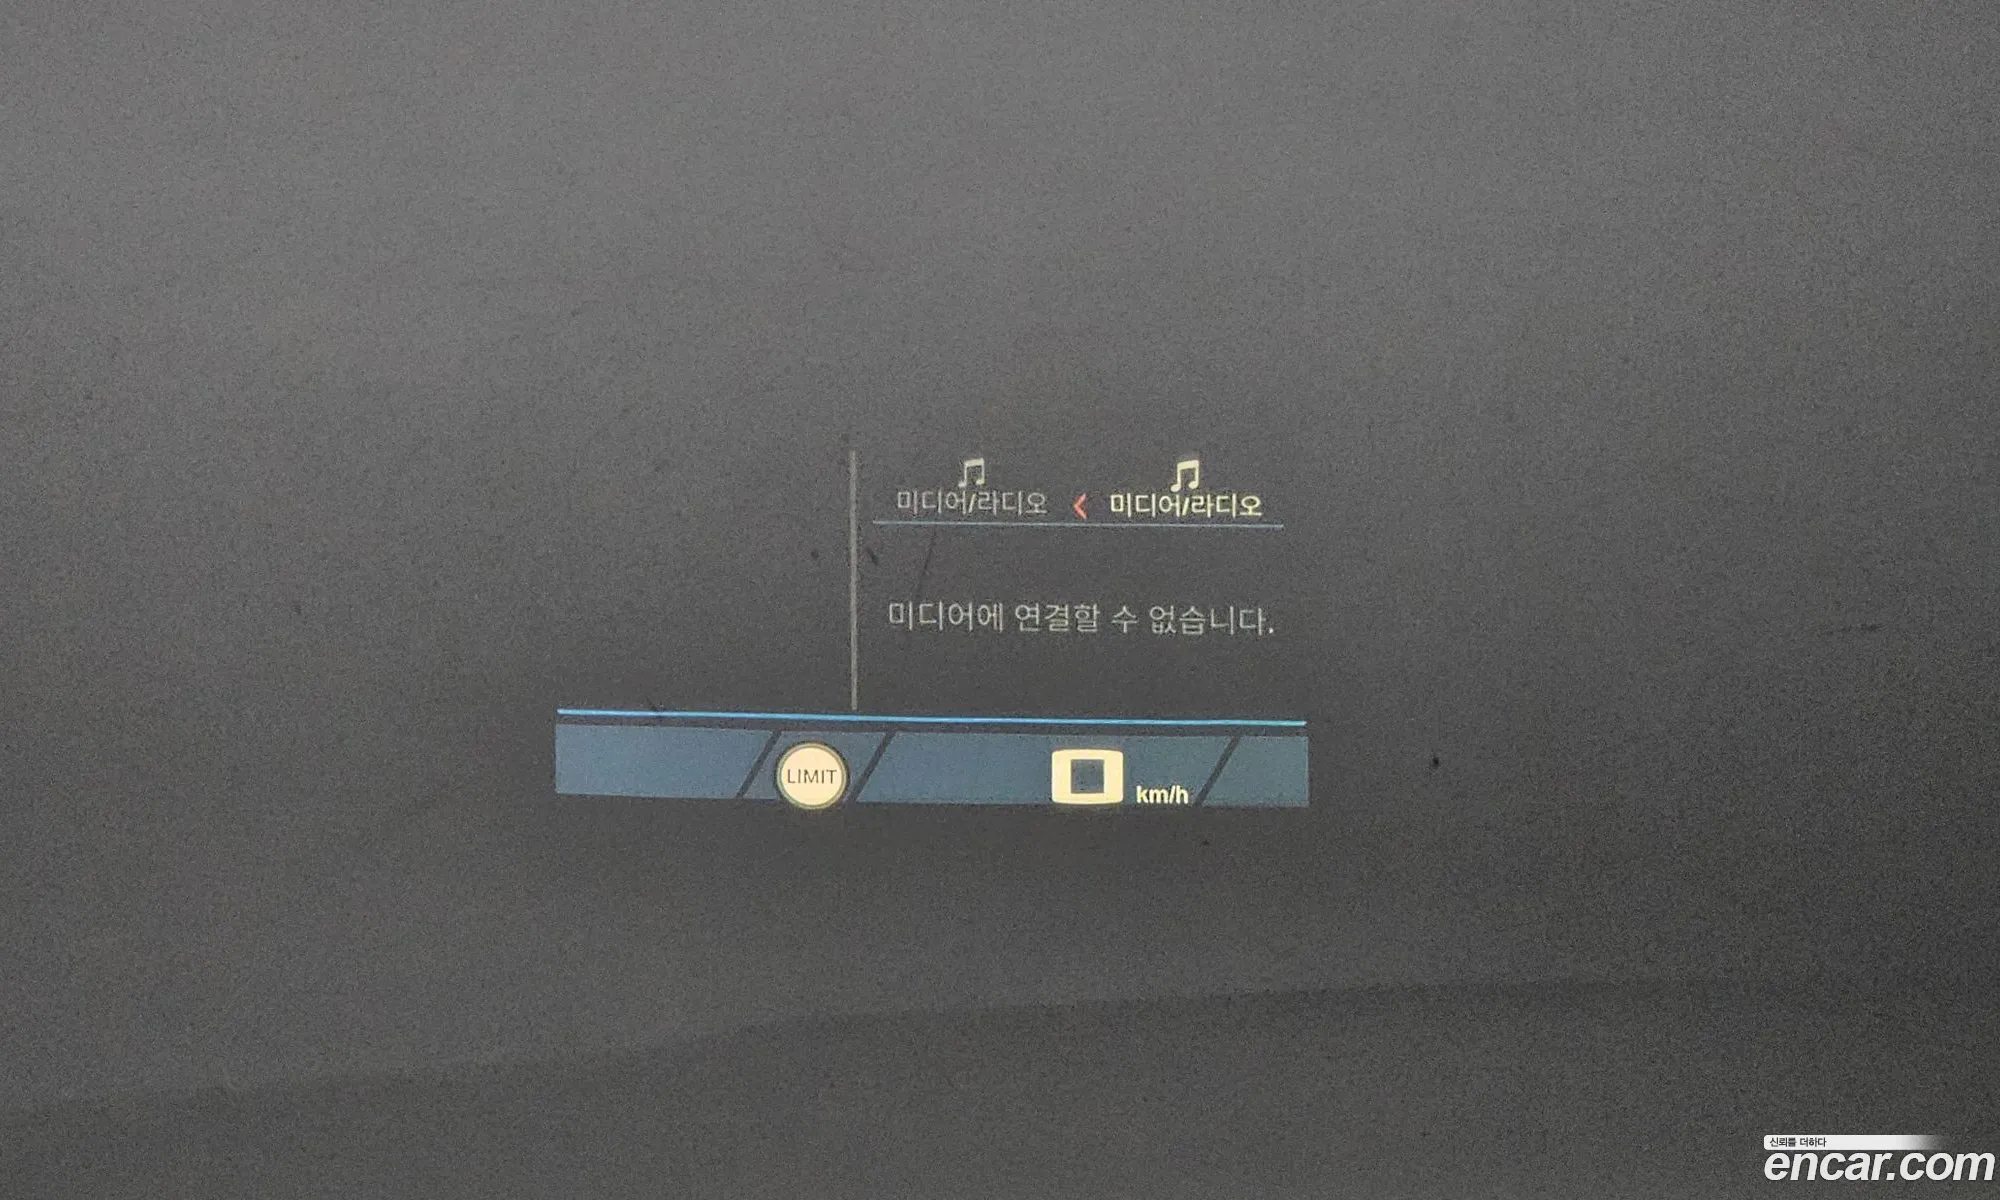 미디어/라디오 < 미디어/라디오
미디어에 연결할 수 없습니다.
LIMIT 0 km/h
신뢰를 더하다
encar.com